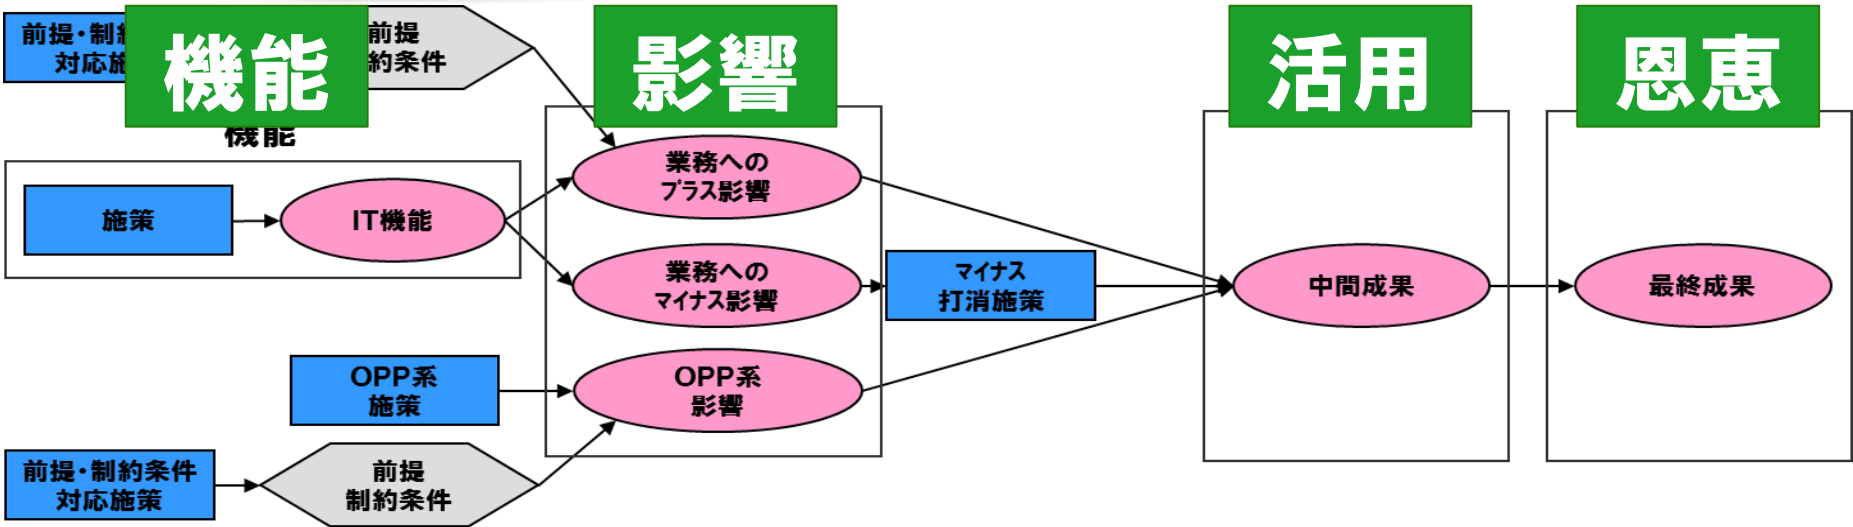 前提・制
対応施
機能
前提
約条件
機能
影響
活用
恩恵
施策
IT機能
業務への
プラス影響
業務への
マイナス影響
マイナス
打消施策
中間成果
最終成果
OPP系
施策
OPP系
影響
前提・制約条件
対応施策
前提
制約条件